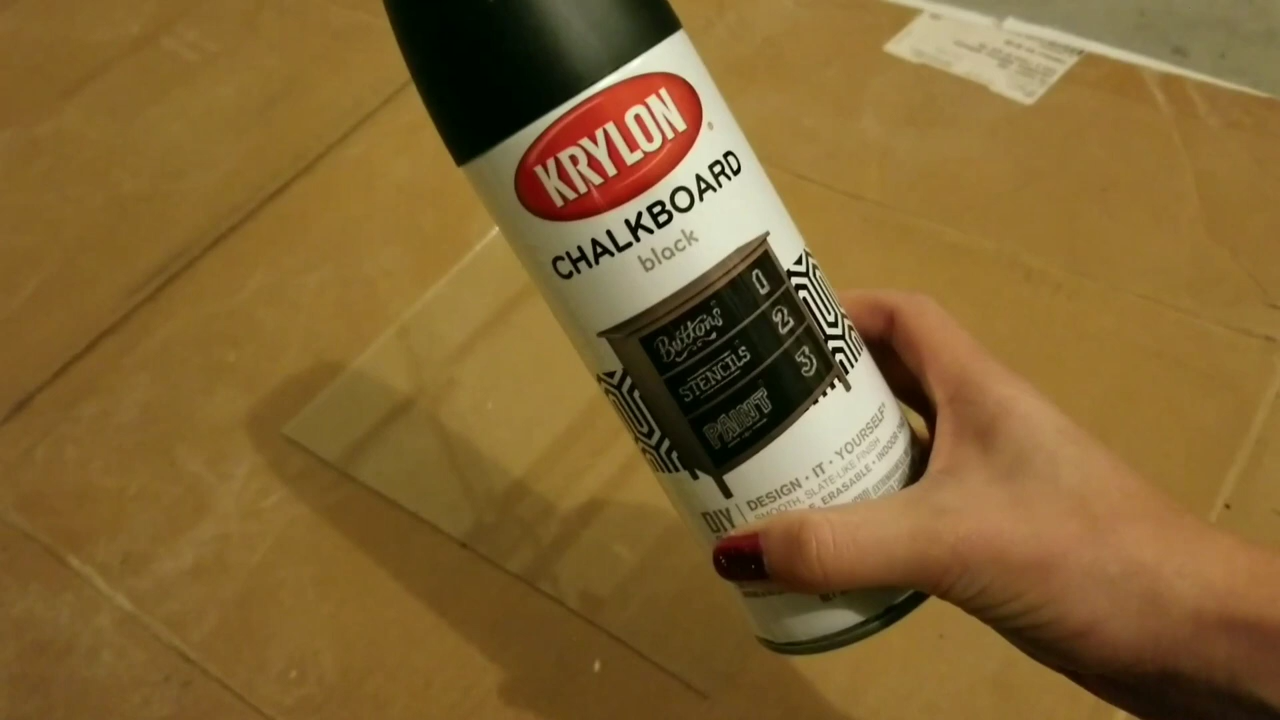 KRYLON
CHALKBOARD
black
Buttons 1
STENCILS 2
PAINT 3
DIY | DESIGN • IT • YOURSELF
SMOOTH, SLATE-LIKE FINISH
ERASABLE • INDOOR